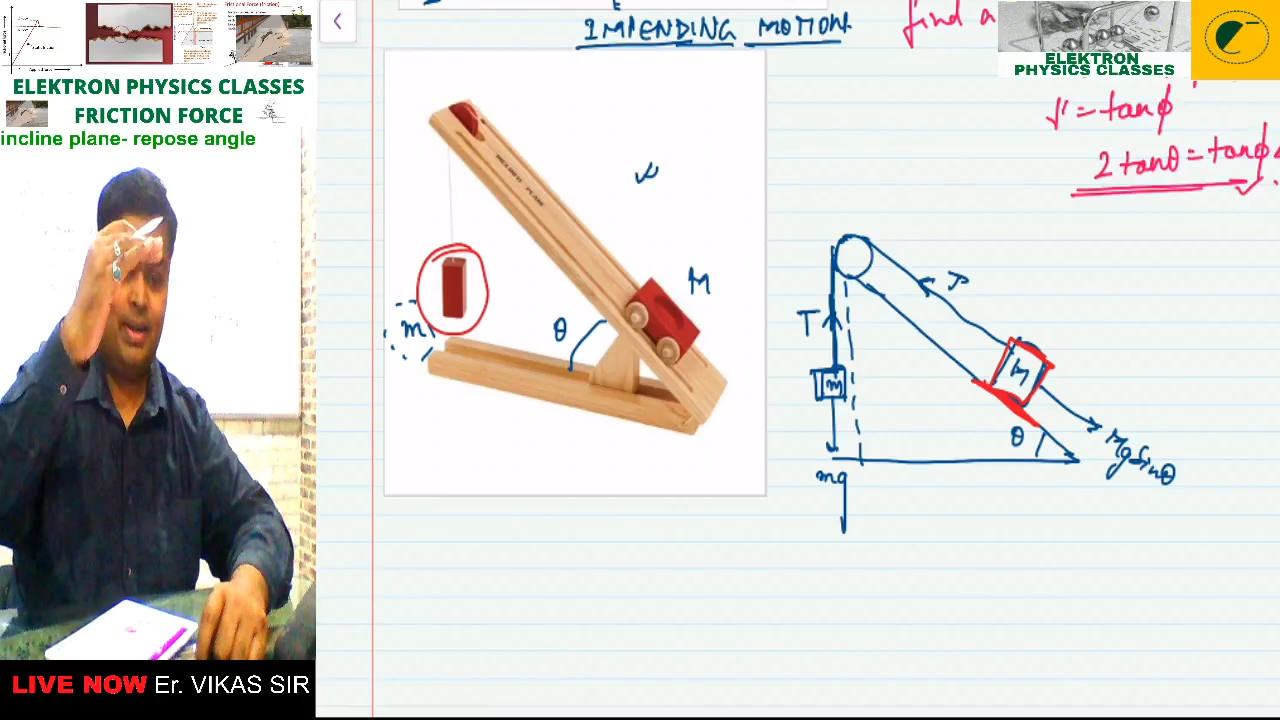 ELEKTRON PHYSICS CLASSES
FRICTION FORCE
incline plane- repose angle
IMPENDING MOTION.
find a
ELEKTRON
PHYSICS CLASSES
μ = tanϕ
2 tanθ = tanϕ
μ
M
m
θ
T
T
m
M
θ
Mg sinθ
mg
LIVE NOW Er. VIKAS SIR